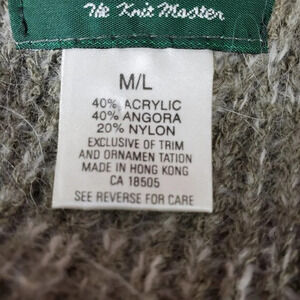 The Knit Master
M/L
40% ACRYLIC
40% ANGORA
20% NYLON
EXCLUSIVE OF TRIM
AND ORNAMEN TATION
MADE IN HONG KONG
CA 18505
SEE REVERSE FOR CARE